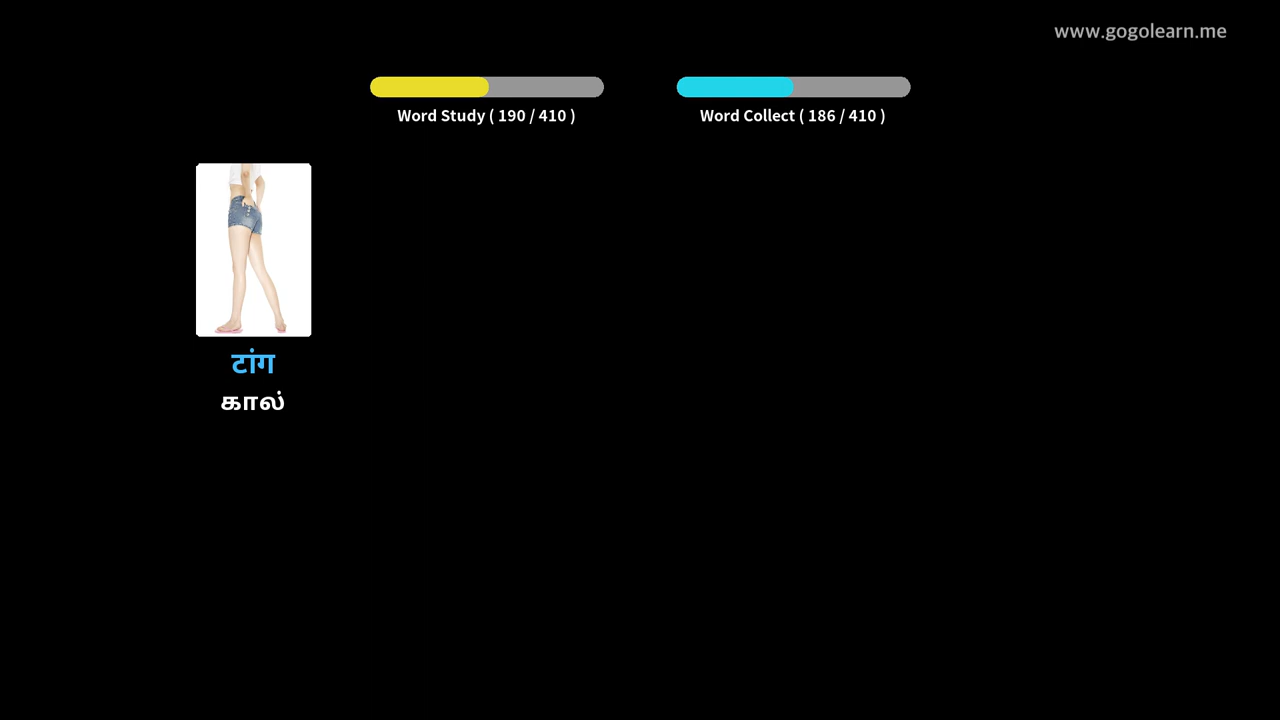 www.gogolearn.me
Word Study ( 190 / 410 )
Word Collect ( 186 / 410 )
टांग
கால்